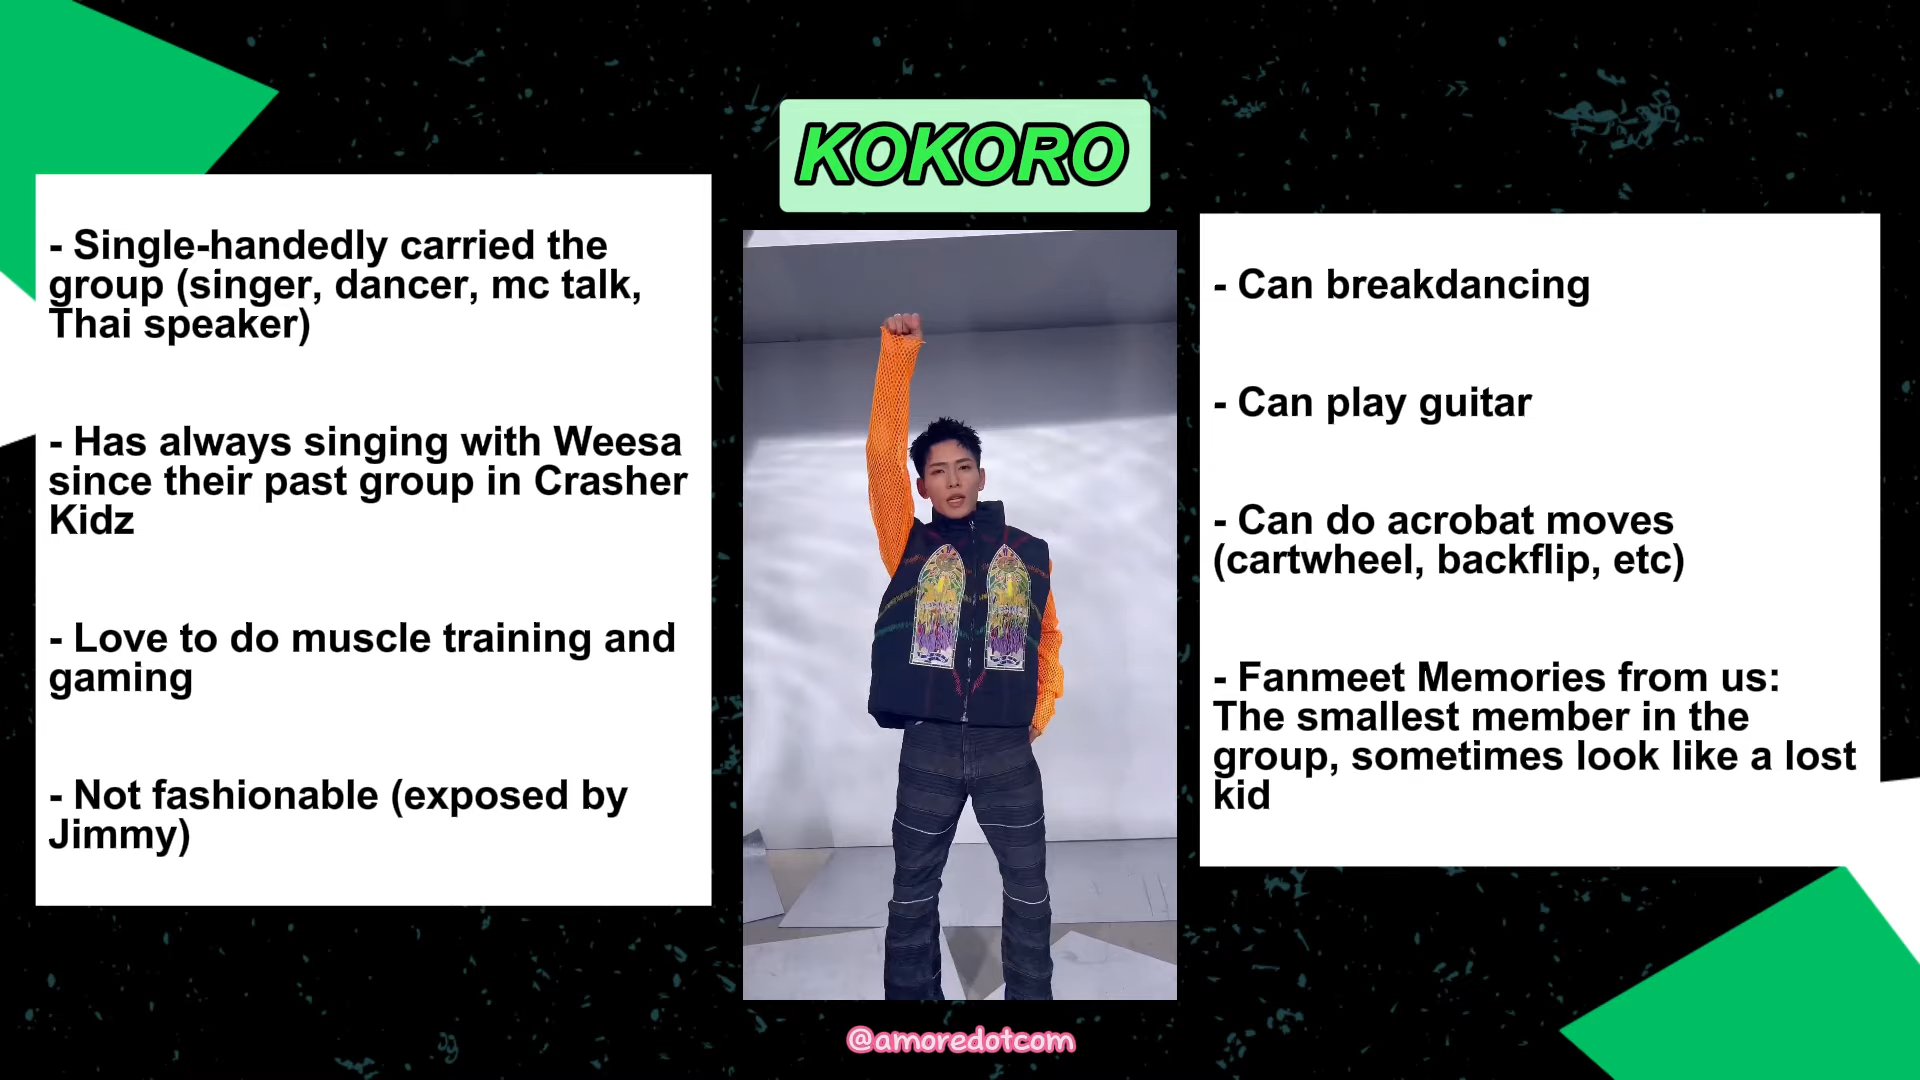 KOKORO
- Single-handedly carried the
group (singer, dancer, mc talk,
Thai speaker)
- Has always singing with Weesa
since their past group in Crasher
Kidz
- Love to do muscle training and
gaming
- Not fashionable (exposed by
Jimmy)
- Can breakdancing
- Can play guitar
- Can do acrobat moves
(cartwheel, backflip, etc)
- Fanmeet Memories from us:
The smallest member in the
group, sometimes look like a lost
kid
@amoredotcom